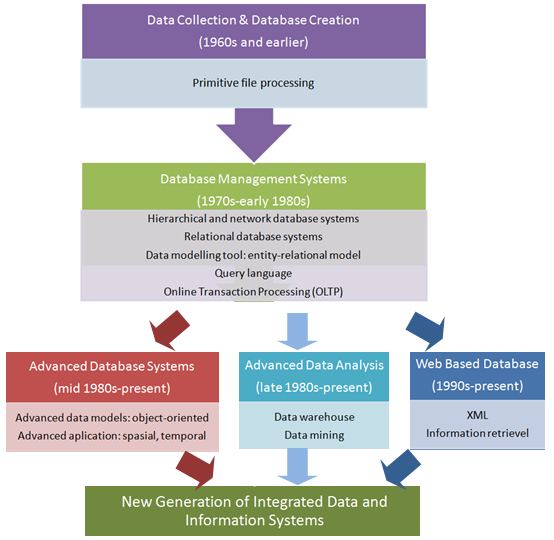 Data Collection & Database Creation
(1960s and earlier)
Primitive file processing
Database Management Systems
(1970s-early 1980s)
Hierarchical and network database systems
Relational database systems
Data modelling tool: entity-relational model
Query language
Online Transaction Processing (OLTP)
Advanced Database Systems
(mid 1980s-present)
Advanced data models: object-oriented
Advanced aplication: spasial, temporal
Advanced Data Analysis
(late 1980s-present)
Data warehouse
Data mining
Web Based Database
(1990s-present)
XML
Information retrievel
New Generation of Integrated Data and
Information Systems